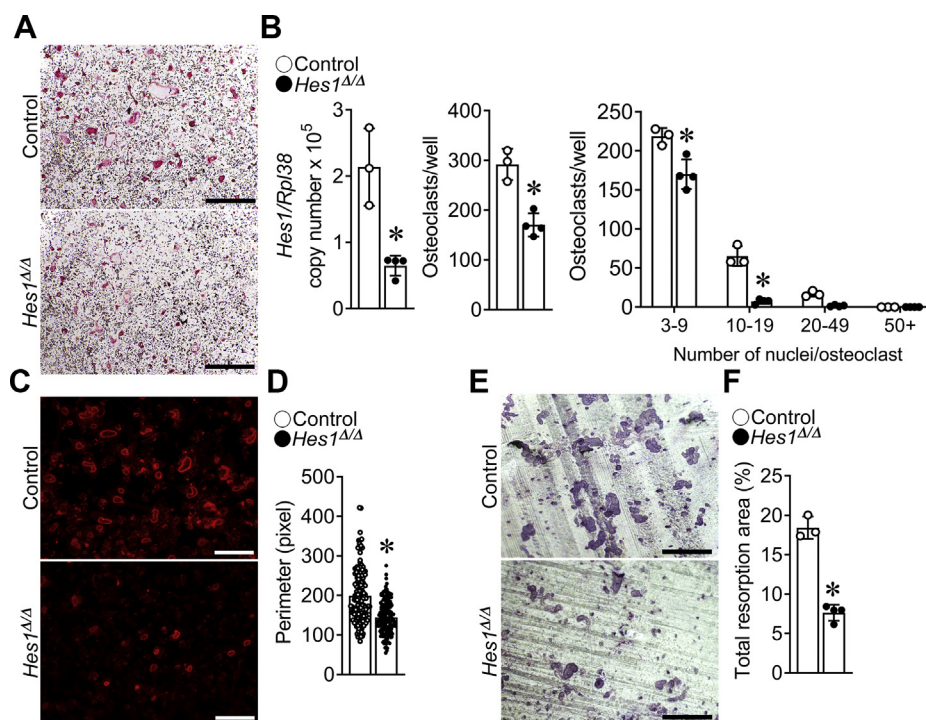 A
Control
Hes1Δ/Δ
B
Control
Hes1Δ/Δ
Hes1/Rpl38
copy number x 10⁵
3
2
1
0
Osteoclasts/well
400
300
200
100
0
*
*
Osteoclasts/well
250
200
150
100
50
0
*
*
3-9 10-19 20-49 50+
Number of nuclei/osteoclast
C
Control
Hes1Δ/Δ
D
Control
Hes1Δ/Δ
Perimeter (pixel)
500
400
300
200
100
0
*
E
Control
Hes1Δ/Δ
F
Control
Hes1Δ/Δ
Total resorption area (%)
20
15
10
5
0
*